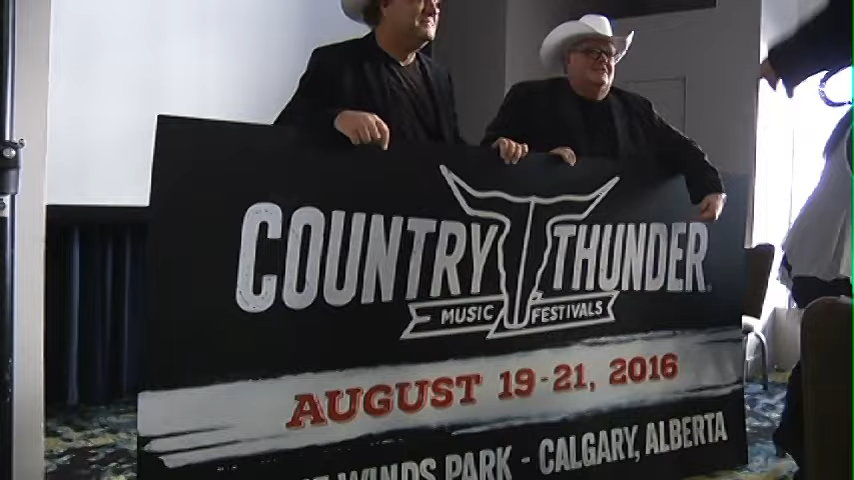 COUNTRY THUNDER
MUSIC FESTIVALS
AUGUST 19-21, 2016
WINDS PARK - CALGARY, ALBERTA